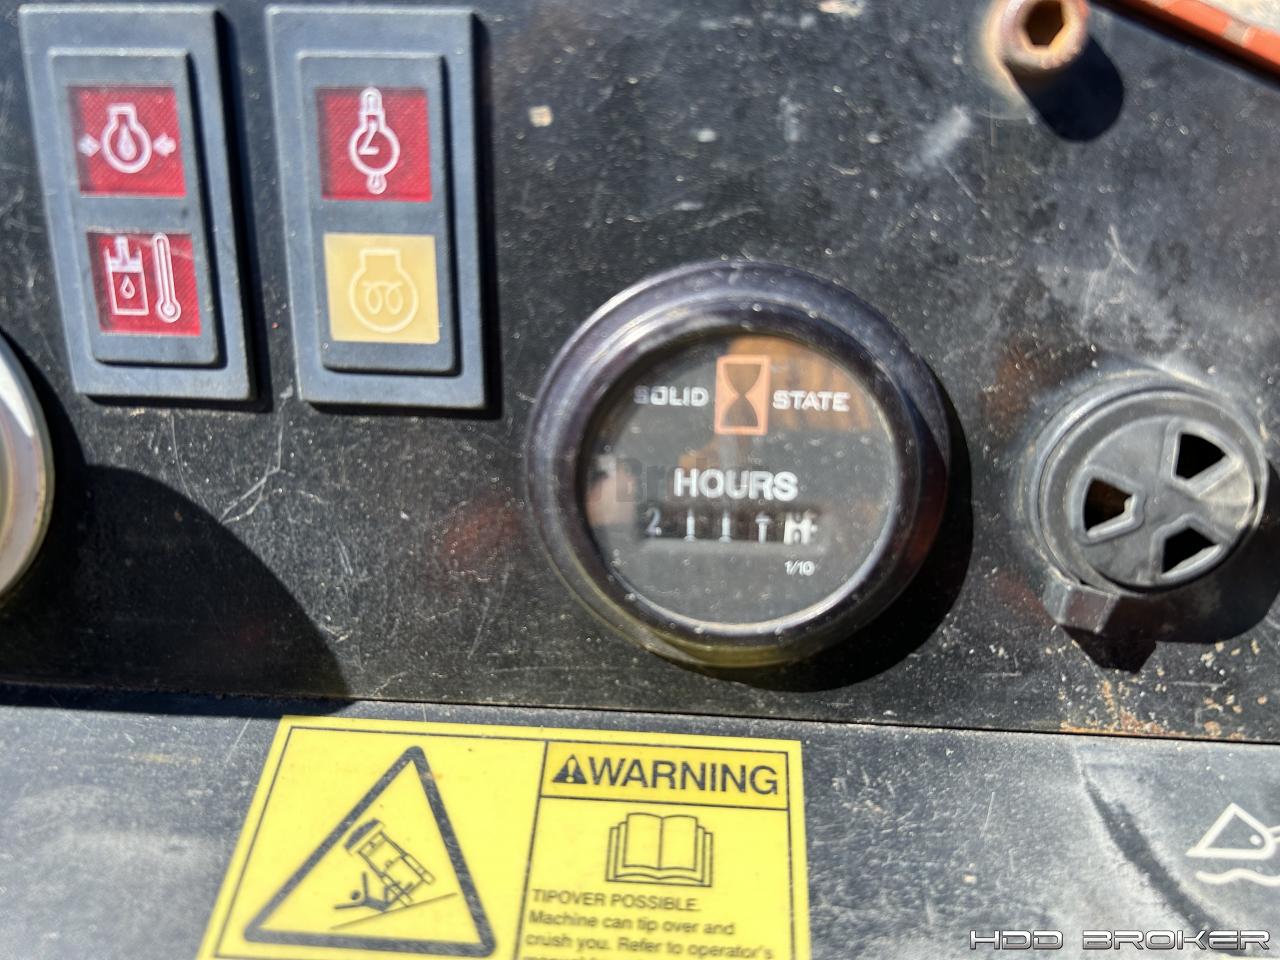 SOLID STATE
HOURS
1/10
WARNING
TIPOVER POSSIBLE.
Machine can tip over and
crush you. Refer to operator's
HDD BROKER